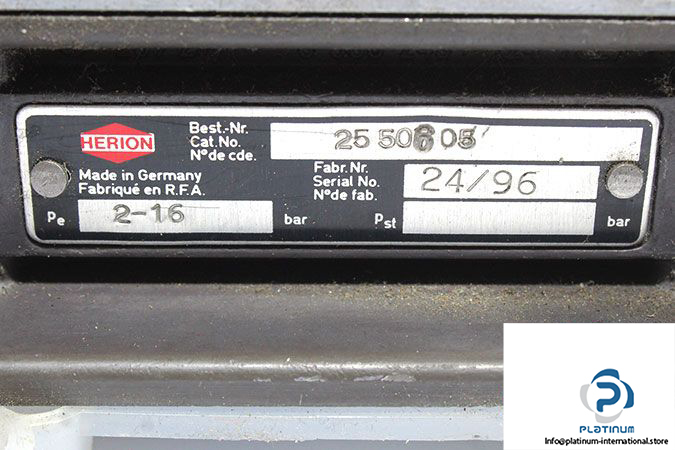 HERION
Best.-Nr.
Cat.No.
N° de cde.
25 50605
Made in Germany
Fabriqué en R.F.A.
Fabr.Nr.
Serial No.
N° de fab.
24/96
Pe 2-16 bar
Pst bar
PLATINUM
Info@platinum-international.store